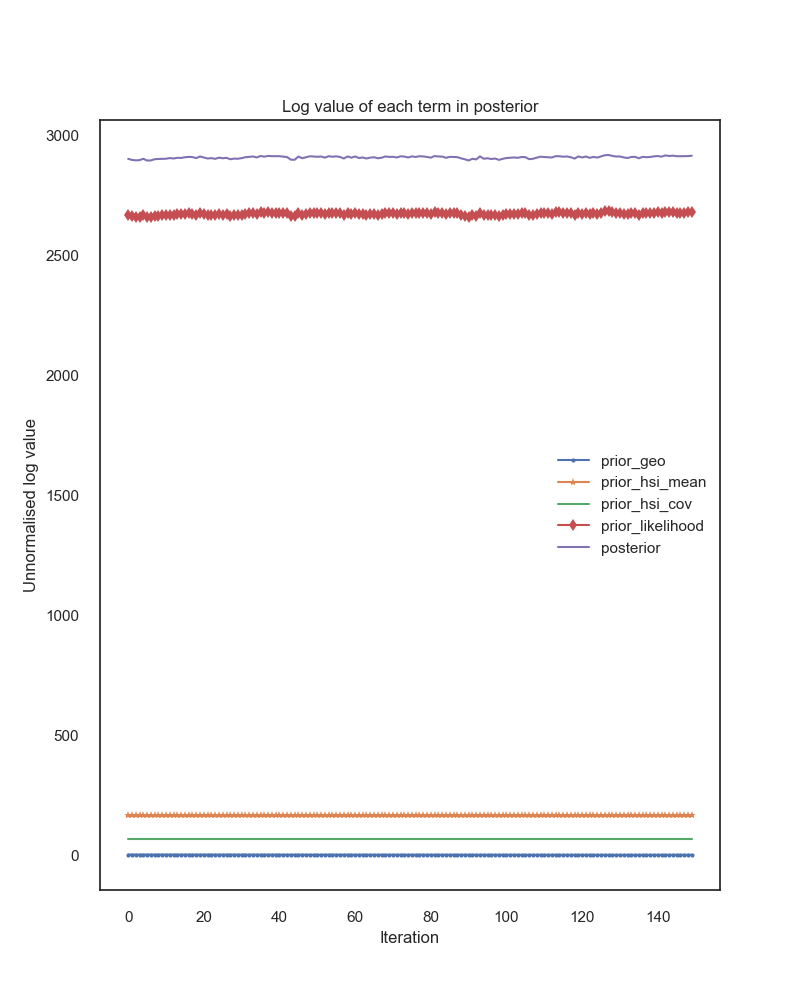 Log value of each term in posterior
3000
2500
2000
1500
1000
500
0
Unnormalised log value
prior_geo
prior_hsi_mean
prior_hsi_cov
prior_likelihood
posterior
0 20 40 60 80 100 120 140
Iteration